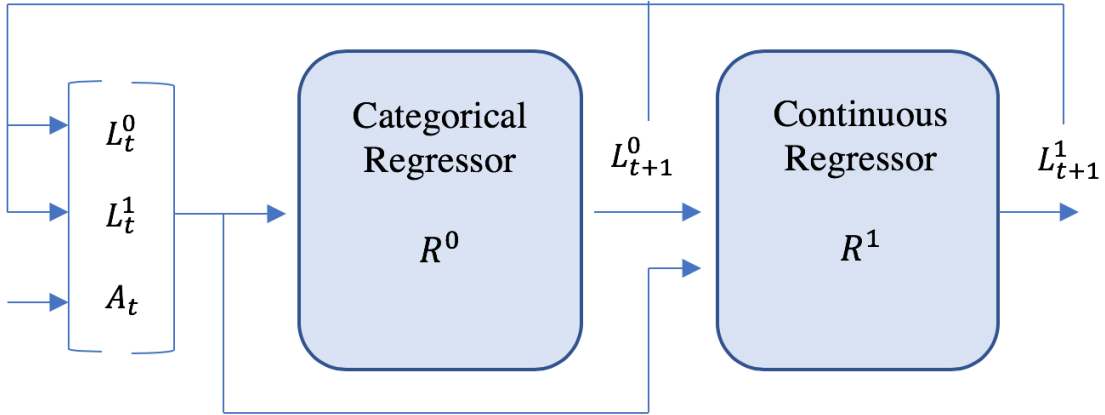 L_t^0
L_t^1
A_t
Categorical
Regressor
R^0
L_{t+1}^0
Continuous
Regressor
R^1
L_{t+1}^1